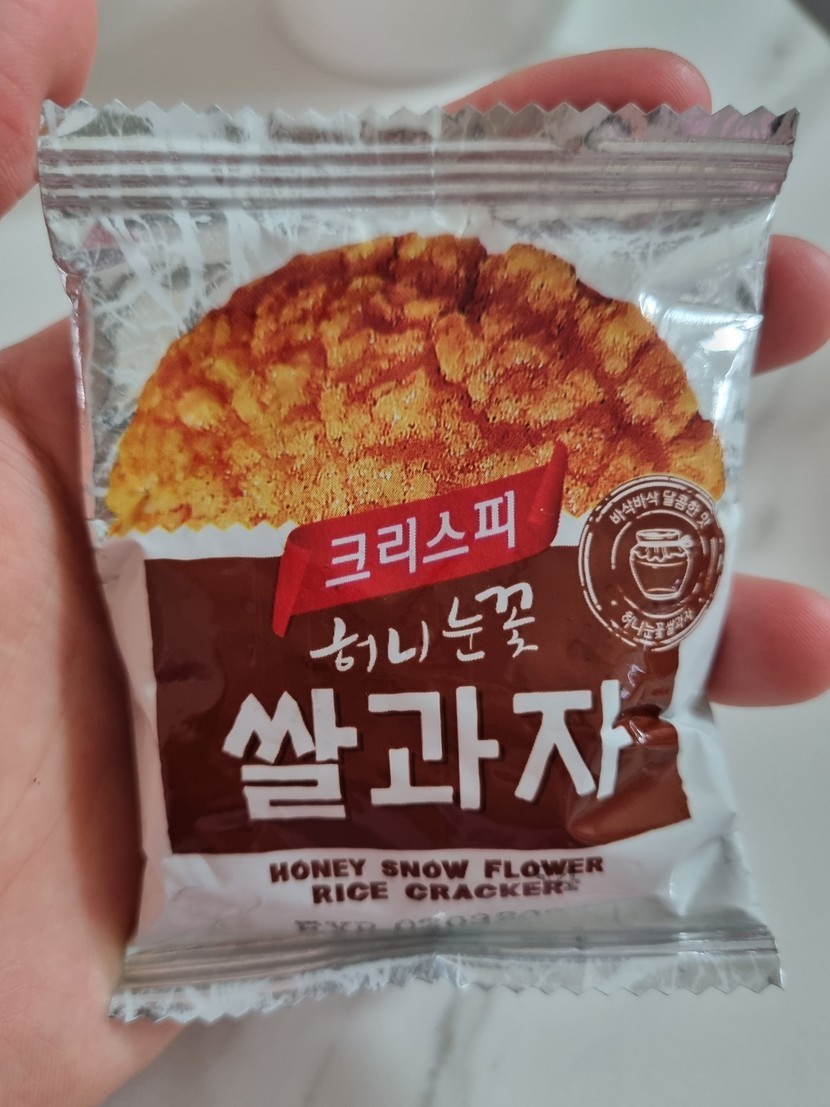 크리스피
바삭바삭 달콤한 맛
허니눈꽃쌀과자
허니눈꽃
쌀과자
HONEY SNOW FLOWER
RICE CRACKER
EXP